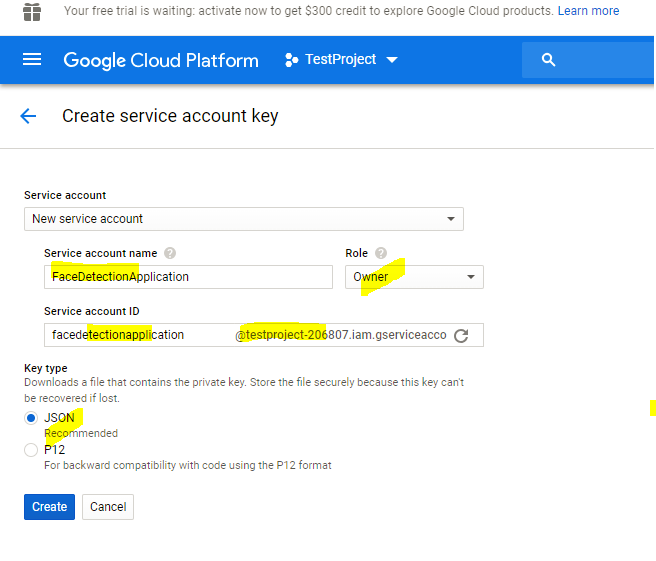 Your free trial is waiting: activate now to get $300 credit to explore Google Cloud products. Learn more
Google Cloud Platform TestProject
Create service account key
Service account
New service account
Service account name Role
FaceDetectionApplication Owner
Service account ID
facedetectionapplication @testproject-206807.iam.gserviceacco
Key type
Downloads a file that contains the private key. Store the file securely because this key can't
be recovered if lost.
JSON
Recommended
P12
For backward compatibility with code using the P12 format
Create Cancel